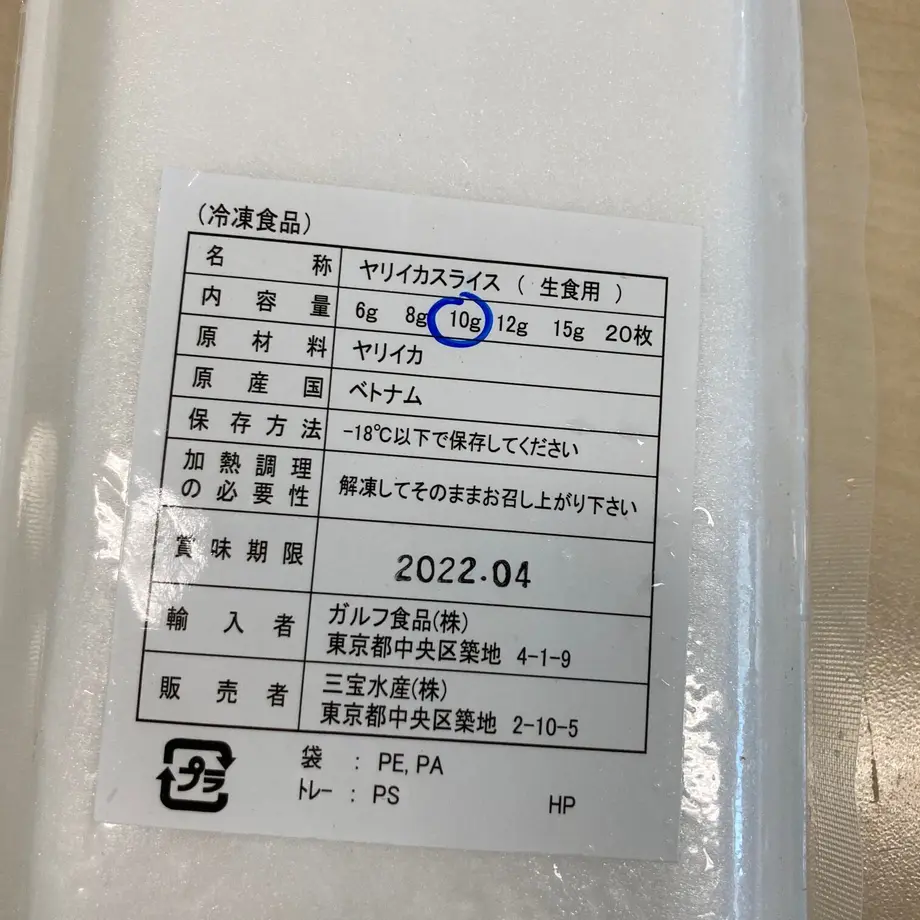 (冷凍食品)
名称 ヤリイカスライス ( 生食用 )
内容量 6g 8g 10g 12g 15g 20枚
原材料 ヤリイカ
原産国 ベトナム
保存方法 -18℃以下で保存してください
加熱調理
の必要性 解凍してそのままお召し上がり下さい
賞味期限 2022.04
輸入者 ガルフ食品(株)
東京都中央区築地 4-1-9
販売者 三宝水産(株)
東京都中央区築地 2-10-5
プラ
袋 : PE, PA
トレー : PS HP